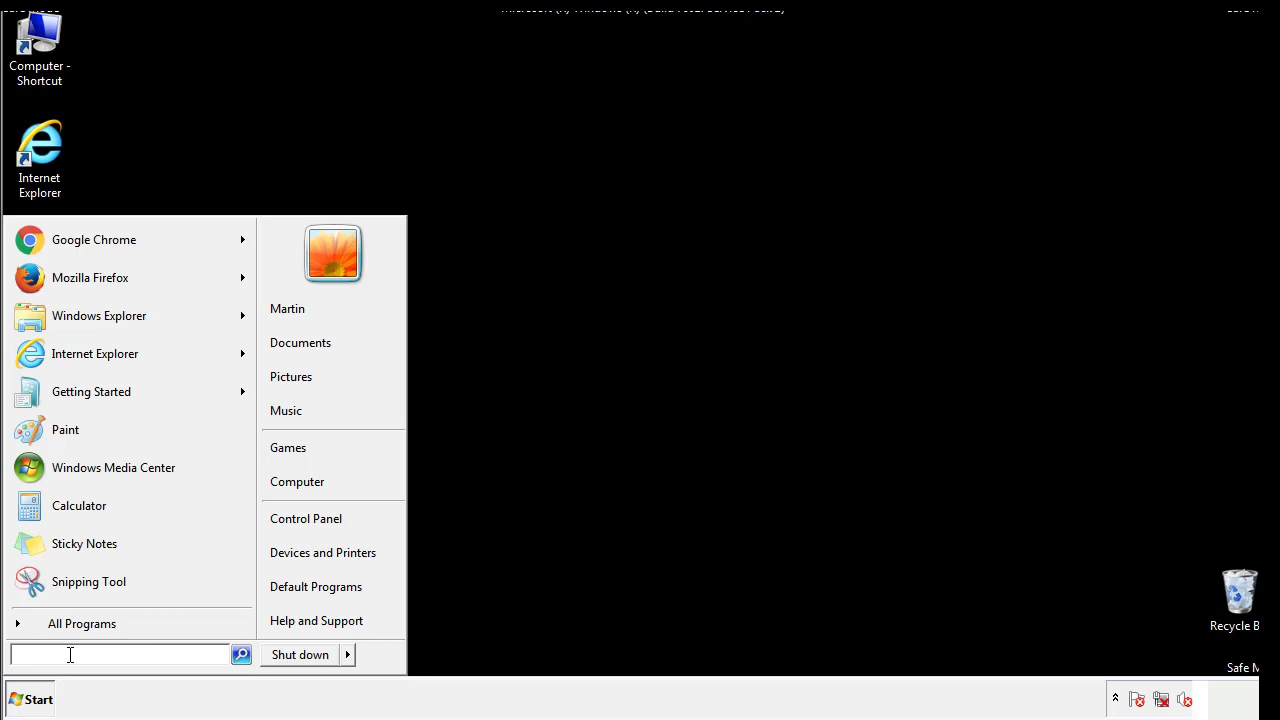 Computer -
Shortcut
Internet
Explorer
Google Chrome
Mozilla Firefox
Windows Explorer
Internet Explorer
Getting Started
Paint
Windows Media Center
Calculator
Sticky Notes
Snipping Tool
All Programs
Martin
Documents
Pictures
Music
Games
Computer
Control Panel
Devices and Printers
Default Programs
Help and Support
Shut down
Recycle B
Safe M
Start